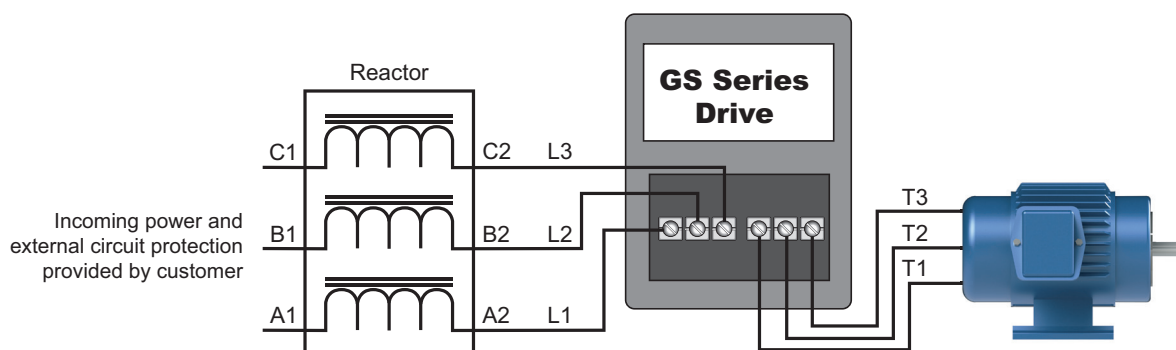 Reactor
GS Series
Drive
C1 C2 L3
Incoming power and
external circuit protection
provided by customer
B1 B2 L2
A1 A2 L1
T3
T2
T1